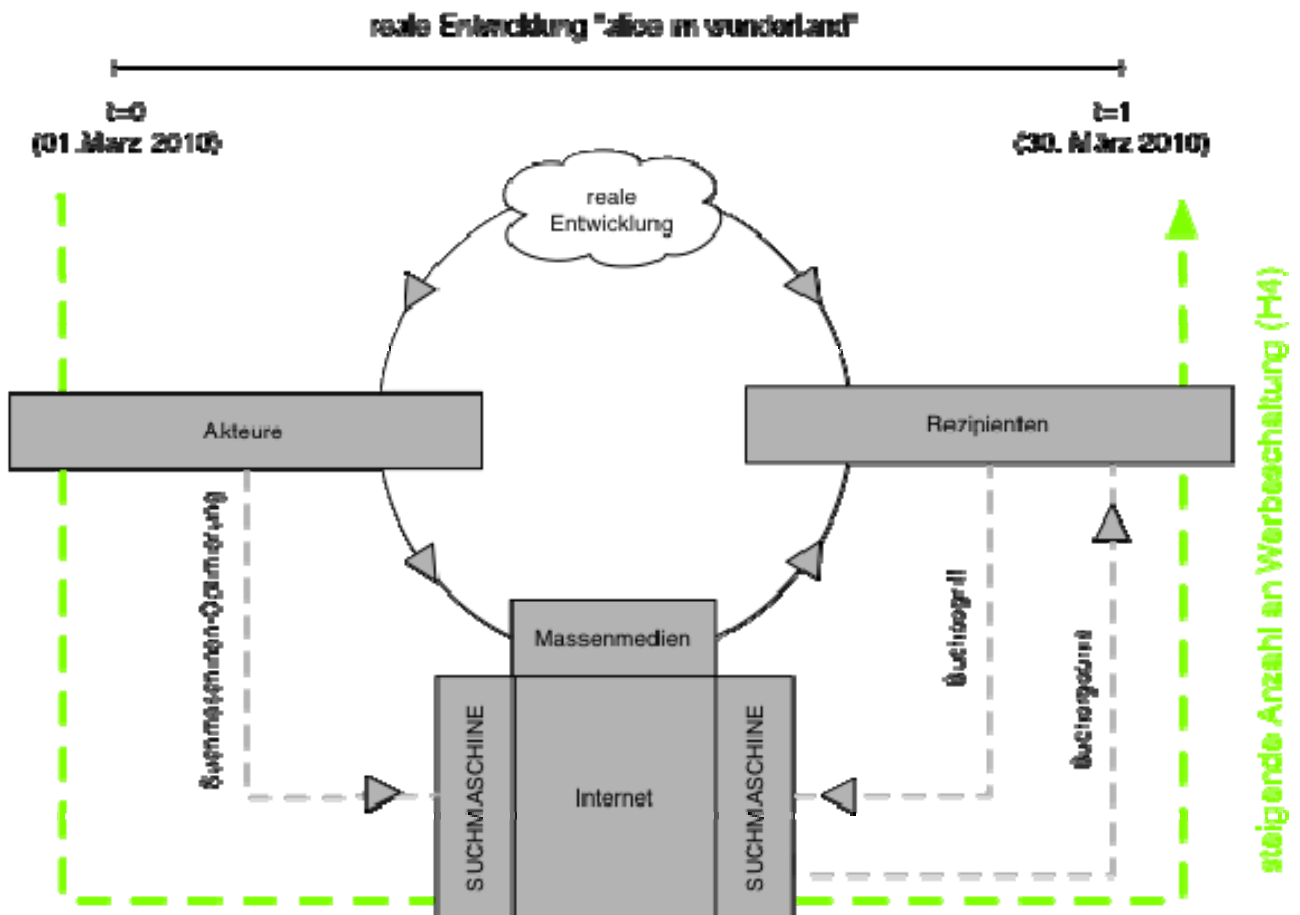 reale Entwicklung "alice im wunderland"
t=0
(01.März 2010)
t=1
(30. März 2010)
reale
Entwicklung
Akteure
Rezipienten
Suchmaschinen-Optimierung
Suchbegriff
Suchergebnis
Massenmedien
SUCHMASCHINE
Internet
SUCHMASCHINE
steigende Anzahl an Werbeschaltung (H4)